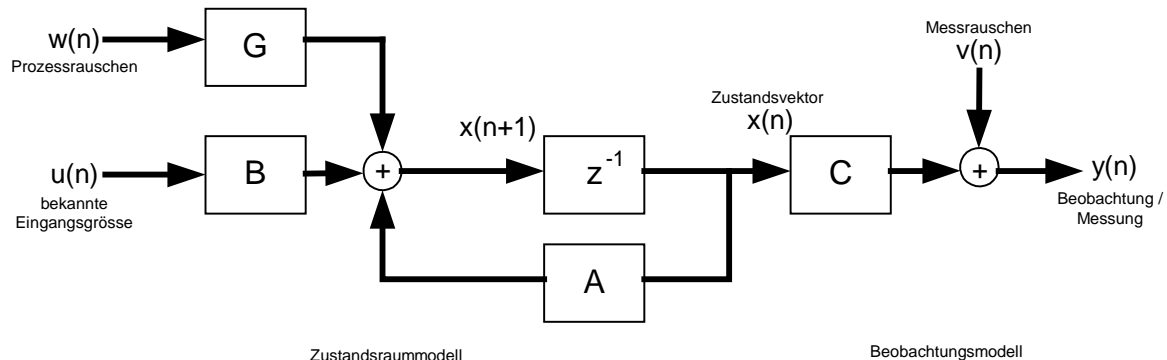 w(n)
Prozessrauschen
G
u(n)
bekannte
Eingangsgrösse
B
+
x(n+1)
z⁻¹
A
Zustandsvektor
x(n)
C
Messrauschen
v(n)
+
y(n)
Beobachtung /
Messung
Zustandsraummodell
Beobachtungsmodell